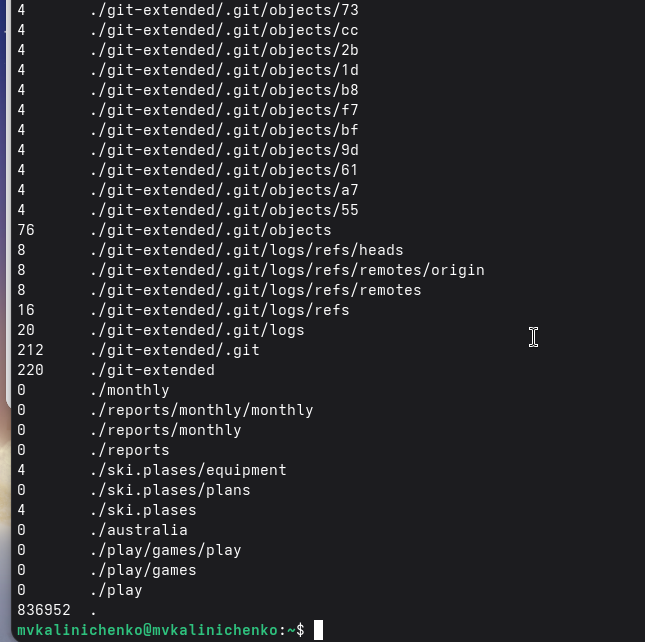 4 ./git-extended/.git/objects/73
4 ./git-extended/.git/objects/cc
4 ./git-extended/.git/objects/2b
4 ./git-extended/.git/objects/1d
4 ./git-extended/.git/objects/b8
4 ./git-extended/.git/objects/f7
4 ./git-extended/.git/objects/bf
4 ./git-extended/.git/objects/9d
4 ./git-extended/.git/objects/61
4 ./git-extended/.git/objects/a7
4 ./git-extended/.git/objects/55
76 ./git-extended/.git/objects
8 ./git-extended/.git/logs/refs/heads
8 ./git-extended/.git/logs/refs/remotes/origin
8 ./git-extended/.git/logs/refs/remotes
16 ./git-extended/.git/logs/refs
20 ./git-extended/.git/logs
212 ./git-extended/.git
220 ./git-extended
0 ./monthly
0 ./reports/monthly/monthly
0 ./reports/monthly
0 ./reports
4 ./ski.plases/equipment
0 ./ski.plases/plans
4 ./ski.plases
0 ./australia
0 ./play/games/play
0 ./play/games
0 ./play
836952 .
mvkalinichenko@mvkalinichenko:~$